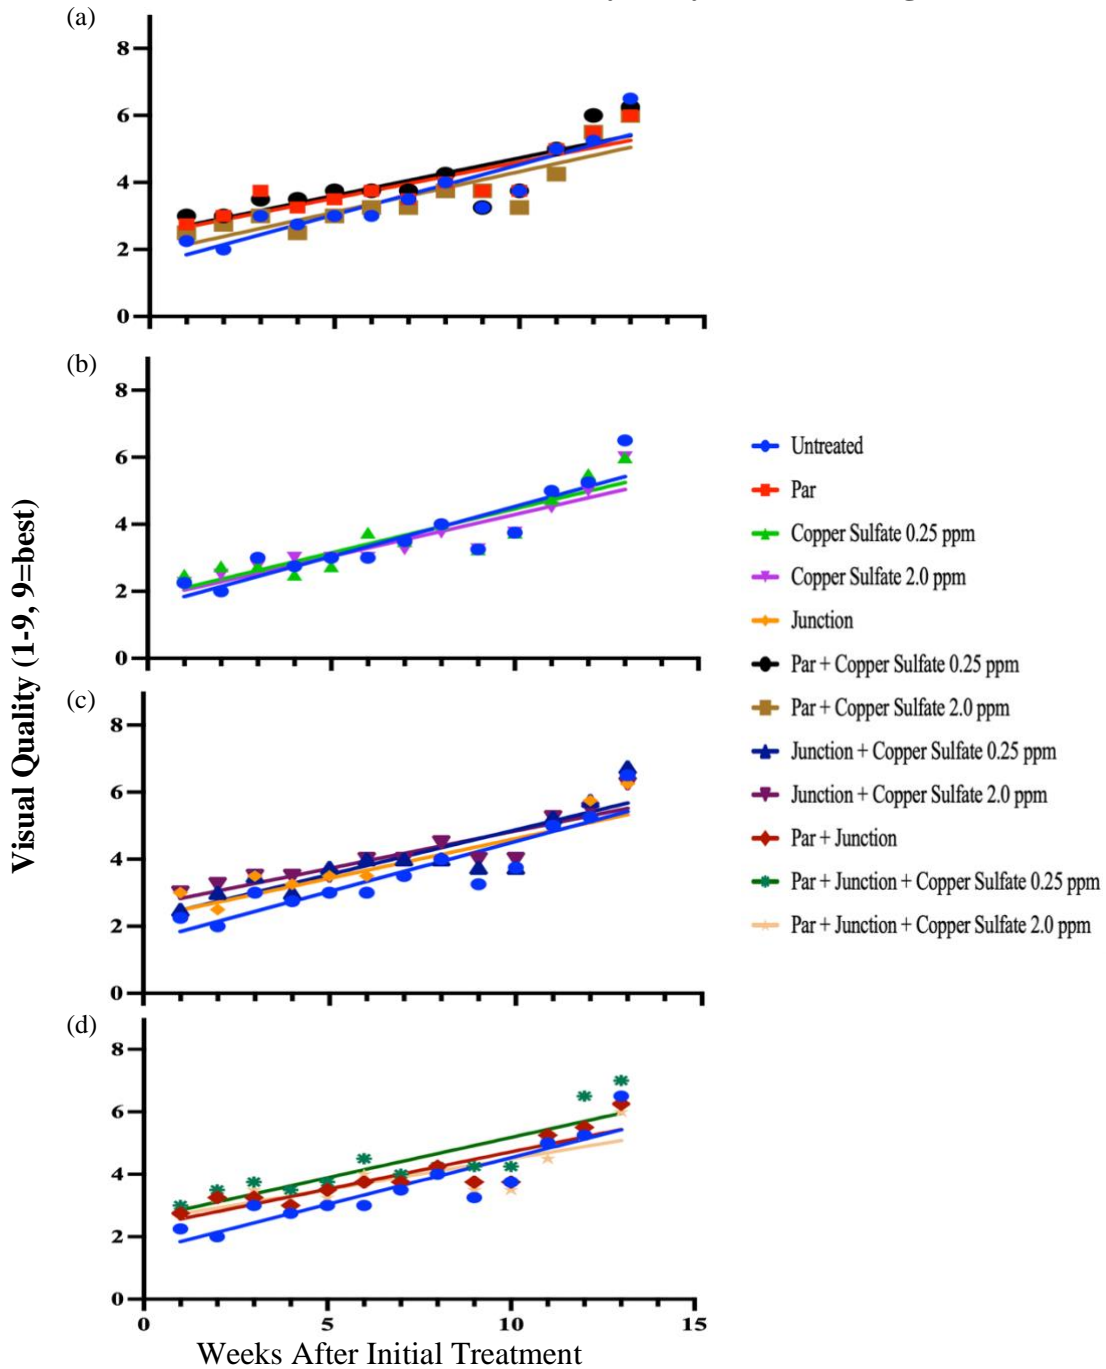 (a)
8
6
4
2
0
(b)
8
6
4
2
0
Visual Quality (1-9, 9=best)
Untreated
Par
Copper Sulfate 0.25 ppm
Copper Sulfate 2.0 ppm
Junction
Par + Copper Sulfate 0.25 ppm
Par + Copper Sulfate 2.0 ppm
Junction + Copper Sulfate 0.25 ppm
Junction + Copper Sulfate 2.0 ppm
Par + Junction
Par + Junction + Copper Sulfate 0.25 ppm
Par + Junction + Copper Sulfate 2.0 ppm
(c)
8
6
4
2
0
(d)
8
6
4
2
0
0 5 10 15
Weeks After Initial Treatment